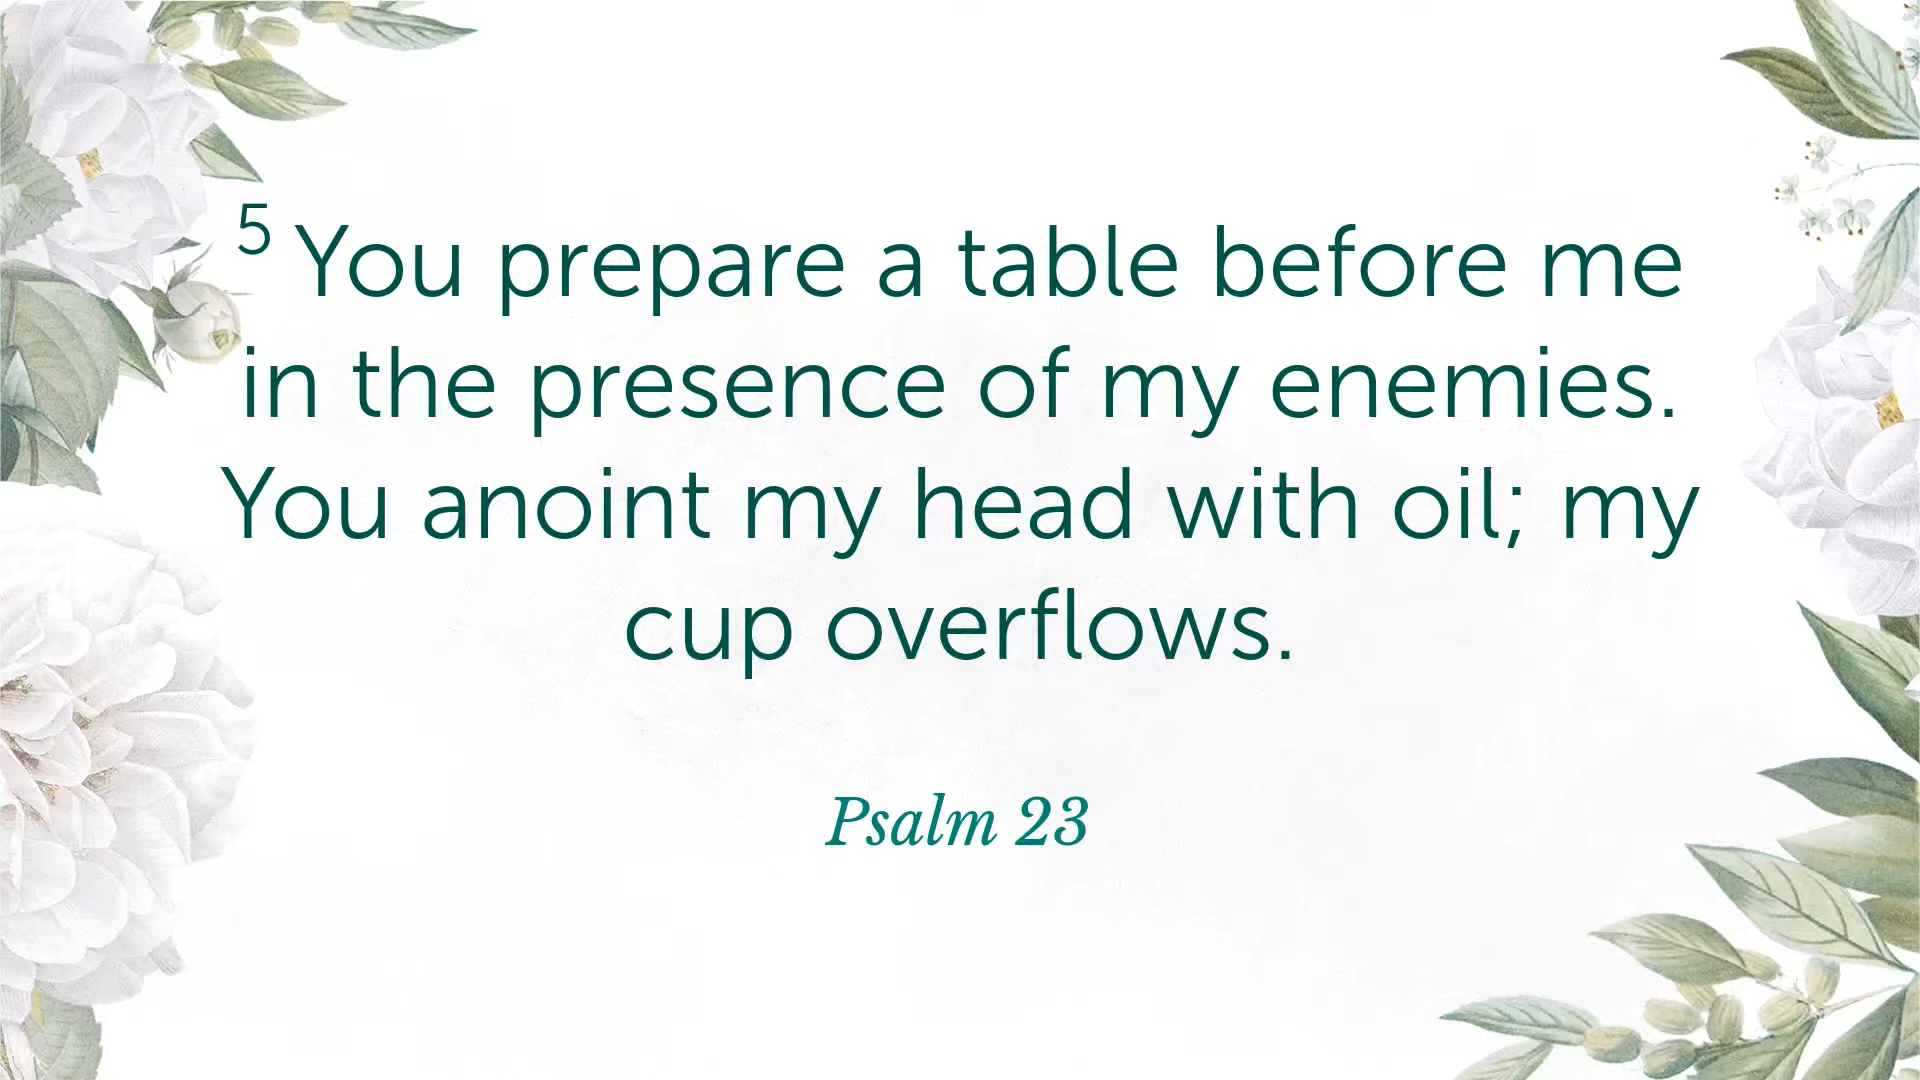 5 You prepare a table before me
in the presence of my enemies.
You anoint my head with oil; my
cup overflows.
Psalm 23